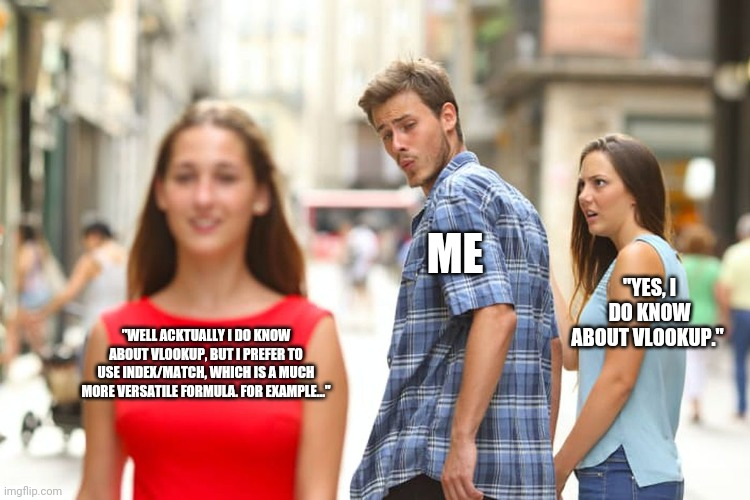 ME
"YES, I
DO KNOW
ABOUT VLOOKUP."
"WELL ACKTUALLY I DO KNOW
ABOUT VLOOKUP, BUT I PREFER TO
USE INDEX/MATCH, WHICH IS A MUCH
MORE VERSATILE FORMULA. FOR EXAMPLE..."
imgflip.com